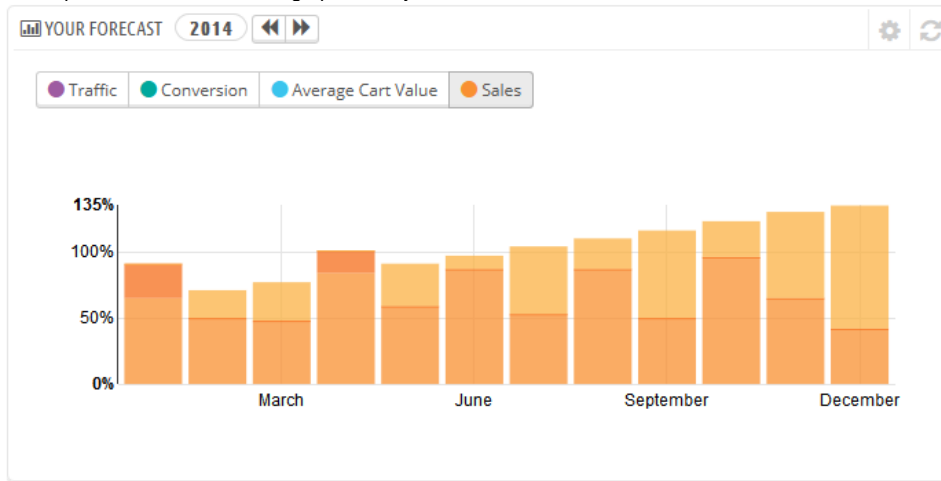 YOUR FORECAST 2014
Traffic Conversion Average Cart Value Sales
135%
100%
50%
0%
March June September December